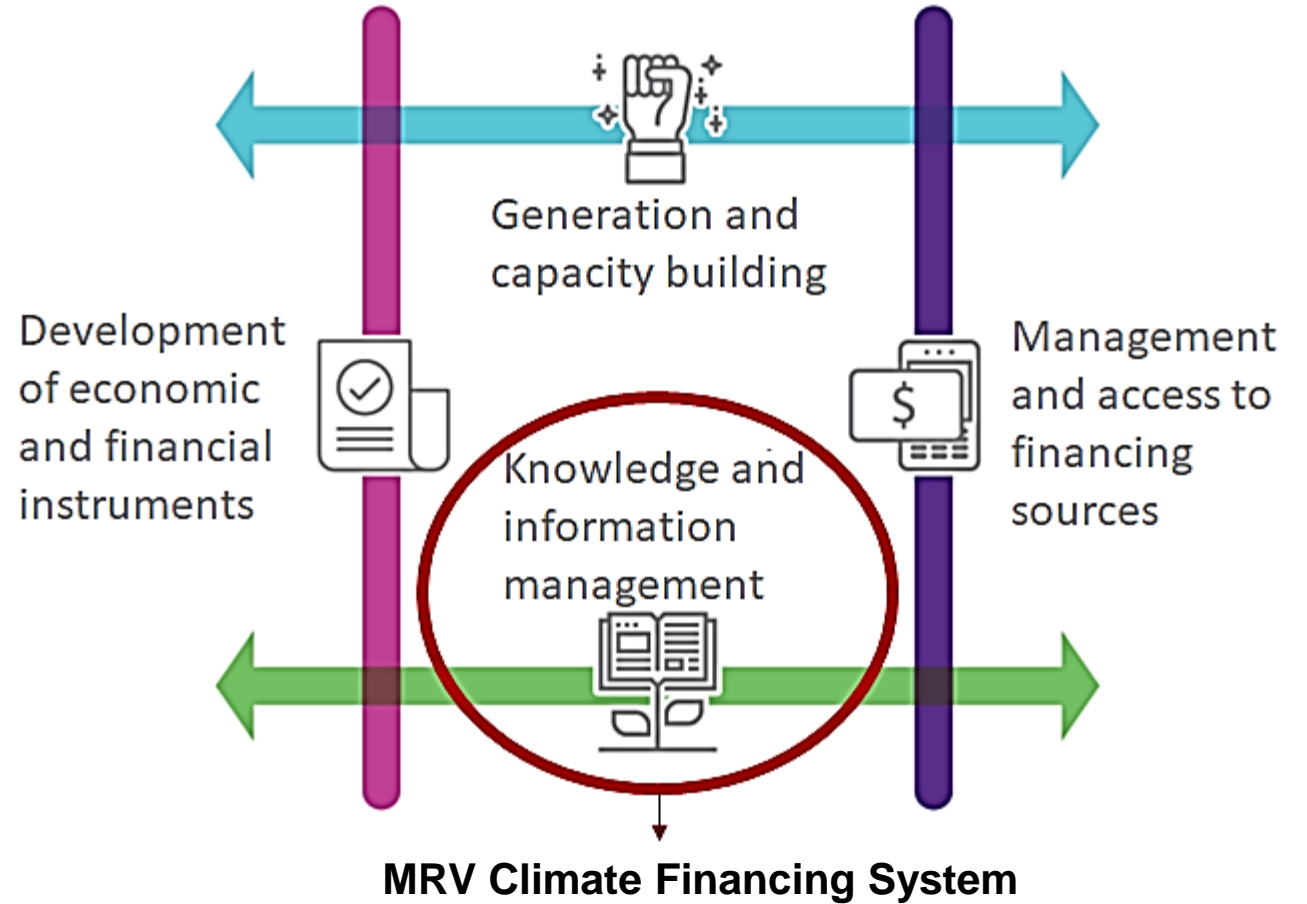 Generation and
capacity building
Development
of economic
and financial
instruments
Management
and access to
financing
sources
$
Knowledge and
information
management
MRV Climate Financing System